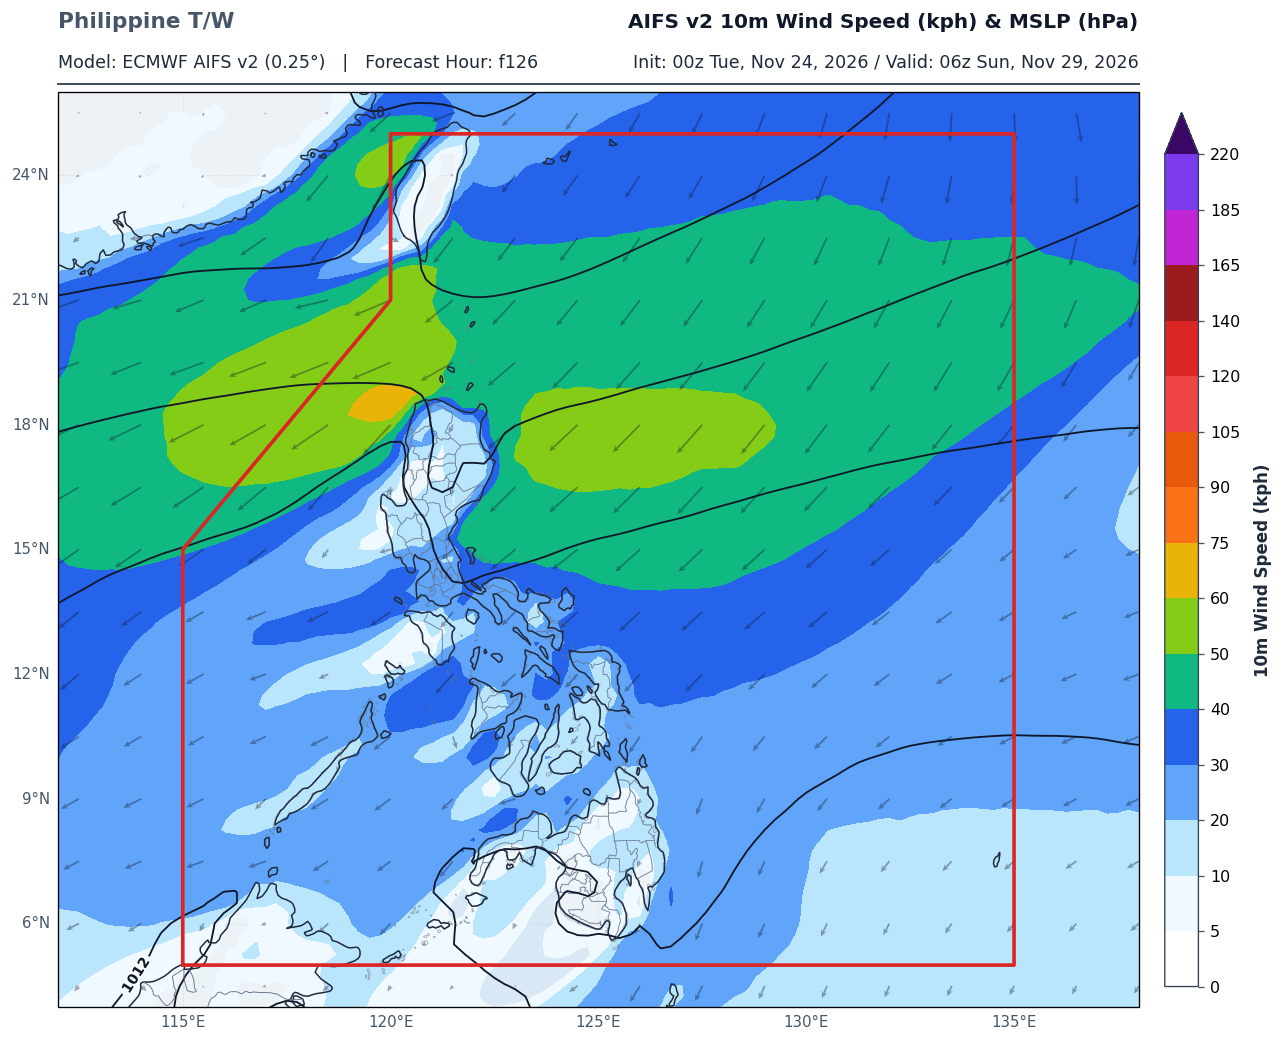 Philippine T/W
AIFS v2 10m Wind Speed (kph) & MSLP (hPa)
Model: ECMWF AIFS v2 (0.25°) | Forecast Hour: f126
Init: 00z Tue, Nov 24, 2026 / Valid: 06z Sun, Nov 29, 2026
24°N
21°N
18°N
15°N
12°N
9°N
6°N
1012
115°E
120°E
125°E
130°E
135°E
220
185
165
140
120
105
90
75
60
50
40
30
20
10
5
0
10m Wind Speed (kph)